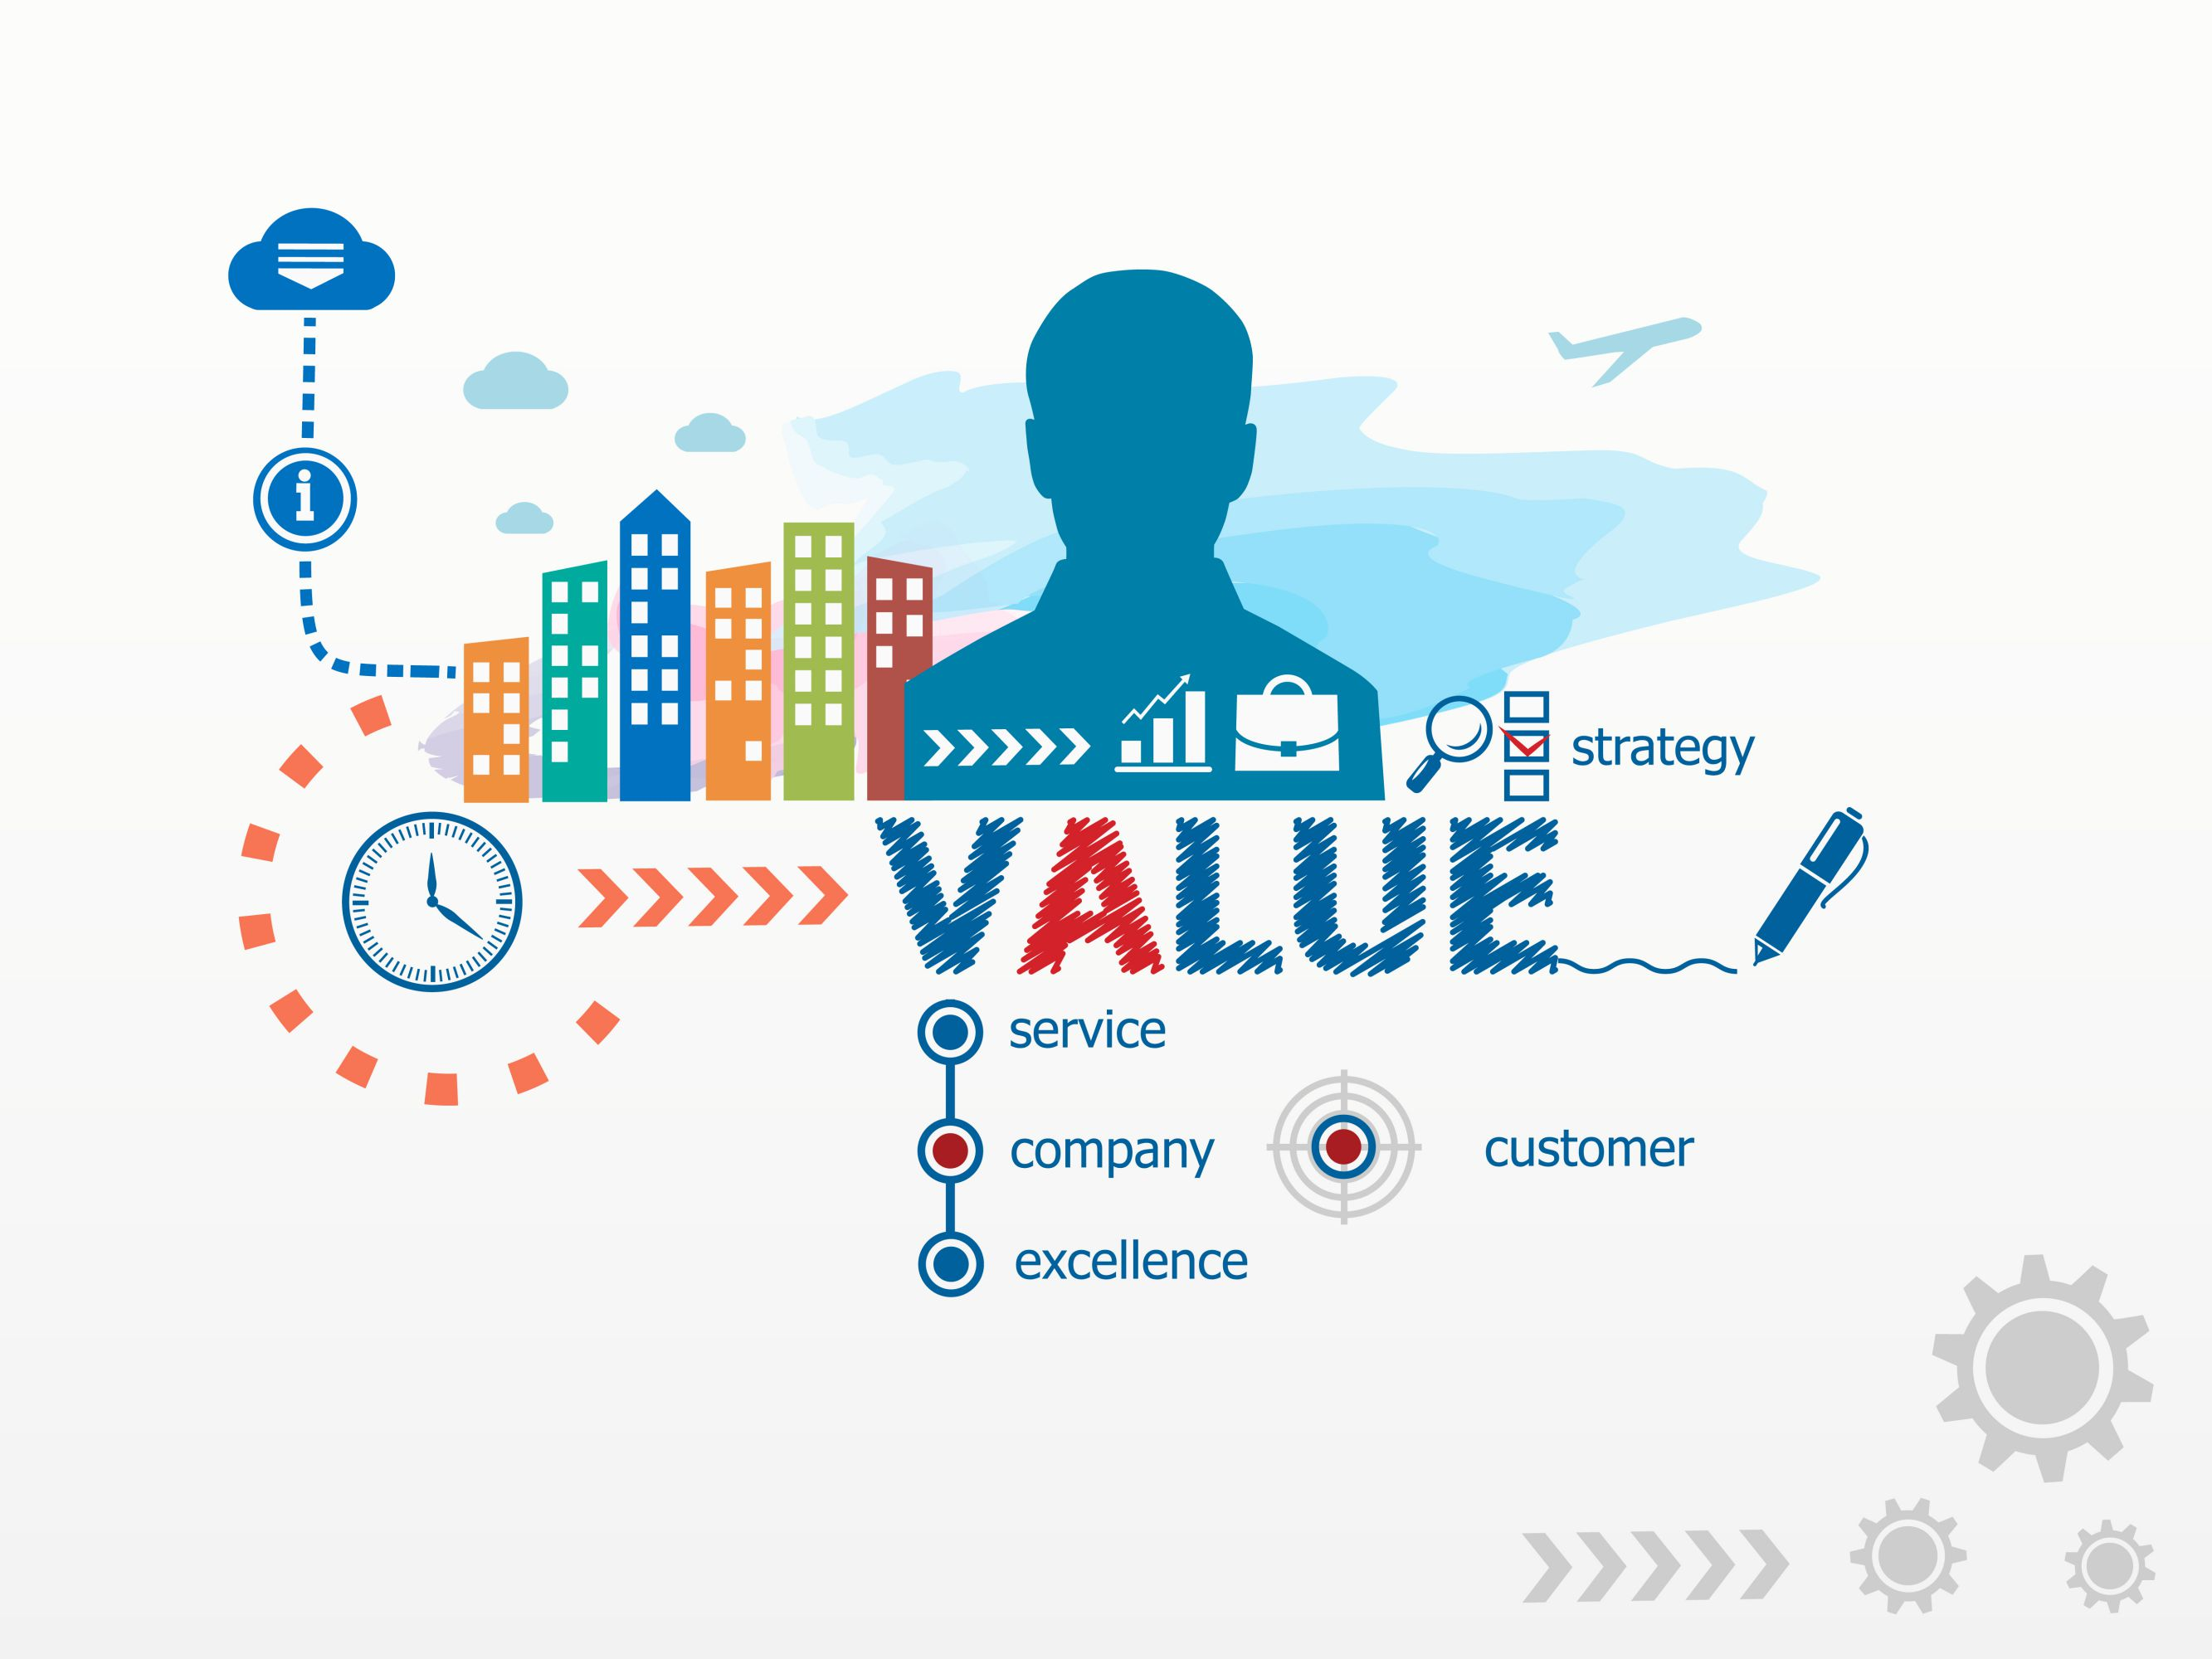 i
strategy
VALUE
service
company
customer
excellence